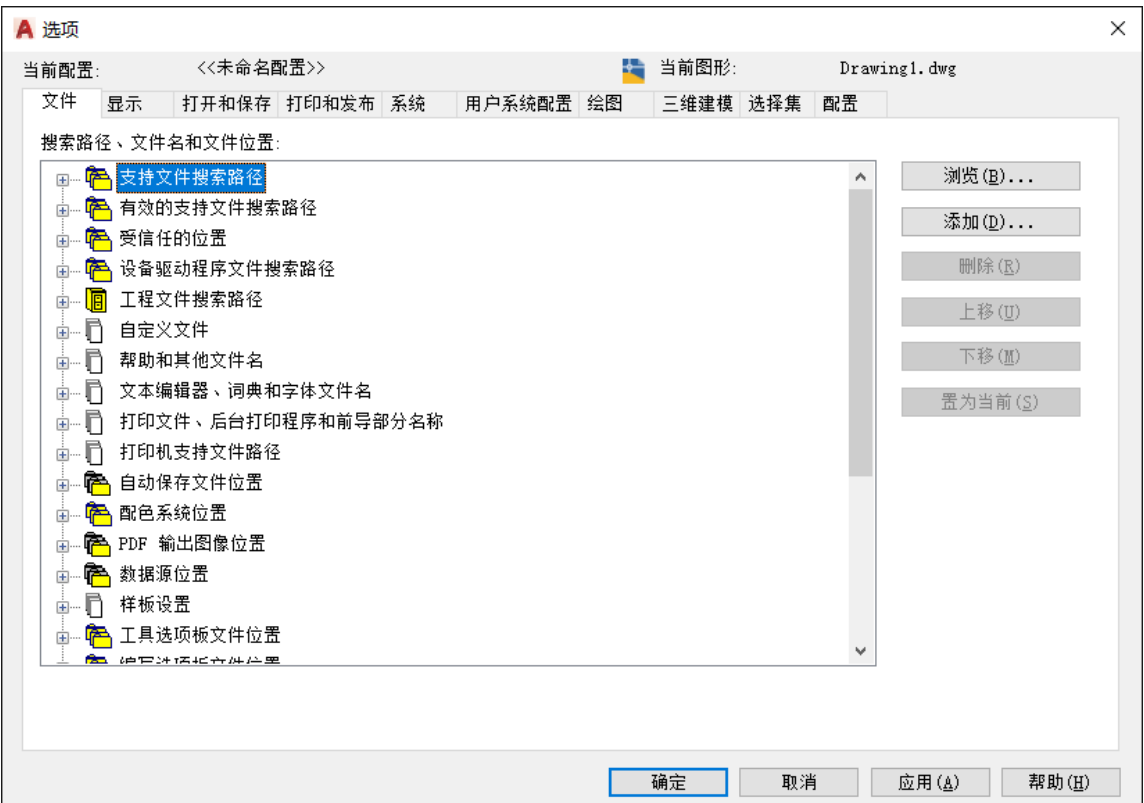 选项
当前配置: <<未命名配置>> 当前图形: Drawing1.dwg
文件 显示 打开和保存 打印和发布 系统 用户系统配置 绘图 三维建模 选择集 配置
搜索路径、文件名和文件位置:
支持文件搜索路径
有效的支持文件搜索路径
受信任的位置
设备驱动程序文件搜索路径
工程文件搜索路径
自定义文件
帮助和其他文件名
文本编辑器、词典和字体文件名
打印文件、后台打印程序和前导部分名称
打印机支持文件路径
自动保存文件位置
配色系统位置
PDF 输出图像位置
数据源位置
样板设置
工具选项板文件位置
编写选项板文件位置
浏览(B)...
添加(D)...
删除(R)
上移(U)
下移(M)
置为当前(S)
确定 取消 应用(A) 帮助(H)